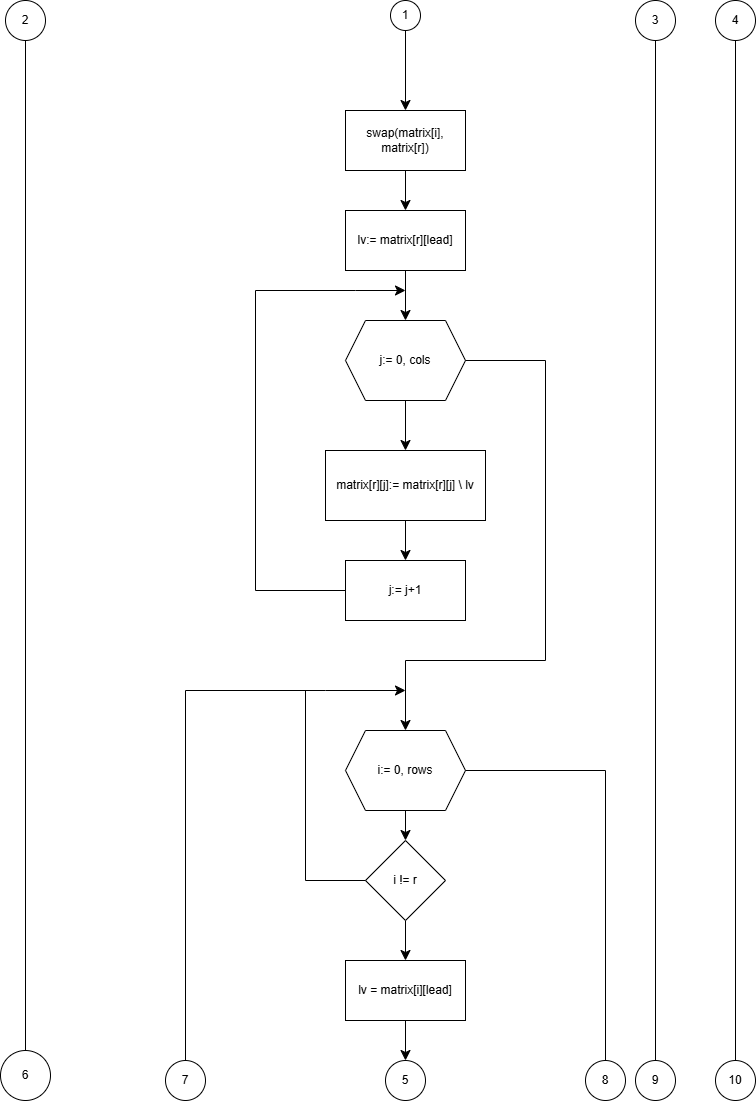 2
1
3
4
swap(matrix[i],
matrix[r])
lv:= matrix[r][lead]
j:= 0, cols
matrix[r][j]:= matrix[r][j] \ lv
j:= j+1
i:= 0, rows
i != r
lv = matrix[i][lead]
6
7
5
8
9
10